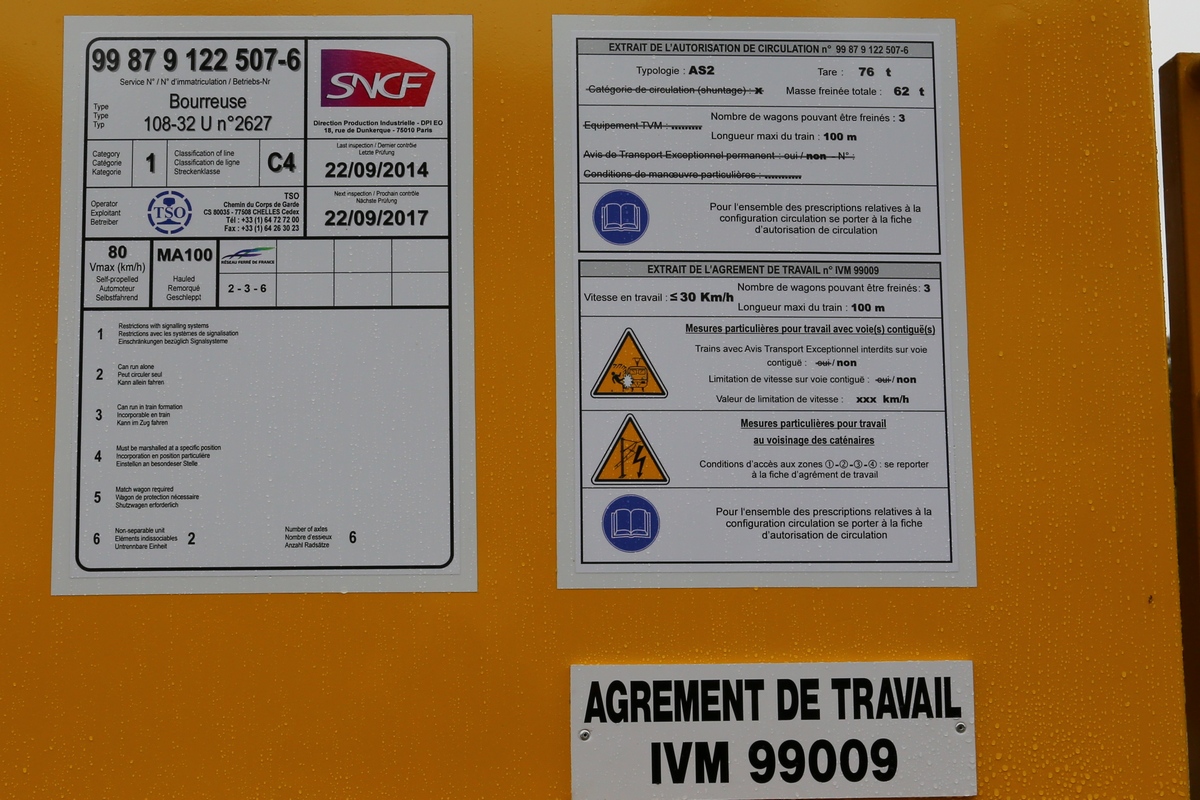 99 87 9 122 507-6
Service N° / N° d'immatriculation / Betriebs-Nr
Type
Type
Typ
Bourreuse
108-32 U n°2627
SNCF
Direction Production Industrielle - DPI EG
18, rue de Dunkerque - 75010 Paris
Category
Catégorie
Kategorie
1
Classification of line
Classification de ligne
Streckenklasse
C4
Last inspection / Dernier contrôle
Letzte Prüfung
22/09/2014
Operator
Exploitant
Betreiber
TSO
TSO
Chemin du Corps de Garde
CS 80035 - 77508 CHELLES Cedex
Tél : +33 (1) 64 72 72 00
Fax : +33 (1) 64 26 30 23
Next inspection / Prochain contrôle
Nächste Prüfung
22/09/2017
80
Vmax (km/h)
Self-propelled
Automoteur
Selbstfahrend
MA100
Hauled
Remorqué
Geschleppt
RÉSEAU FERRÉ DE FRANCE
2 - 3 - 6
1
Restrictions with signalling systems
Restrictions avec les systèmes de signalisation
Einschränkungen bezüglich Signalsysteme
2
Can run alone
Peut circuler seul
Kann allein fahren
3
Can run in train formation
Incorporable en train
Kann im Zug fahren
4
Must be marshalled at a specific position
Incorporation en position particulière
Einstellon an besondeser Stelle
5
Match wagon required
Wagon de protection nécessaire
Shutzwagen erforderlich
6
Non-separable unit
Eléments indissociables
Untrennbare Einheit
2
Number of axles
Nombre d'essieux
Anzahl Radsätze
6
EXTRAIT DE L'AUTORISATION DE CIRCULATION n° 99 87 9 122 507-6
Typologie : AS2
Tare : 76 t
Catégorie de circulation (shuntage) : X
Masse freinée totale : 62 t
Equipement TVM : .........
Nombre de wagons pouvant être freinés : 3
Longueur maxi du train : 100 m
Avis de Transport Exceptionnel permanent : oui / non - N° :
Conditions de manœuvre particulières : ...........
Pour l'ensemble des prescriptions relatives à la
configuration circulation se porter à la fiche
d'autorisation de circulation
EXTRAIT DE L'AGREMENT DE TRAVAIL n° IVM 99009
Vitesse en travail : ≤ 30 Km/h
Nombre de wagons pouvant être freinés: 3
Longueur maxi du train : 100 m
Mesures particulières pour travail avec voie(s) contiguë(s)
Trains avec Avis Transport Exceptionnel interdits sur voie
contiguë : oui / non
Limitation de vitesse sur voie contiguë : oui / non
Valeur de limitation de vitesse : xxx km/h
Mesures particulières pour travail
au voisinage des caténaires
Conditions d'accès aux zones ①-②-③-④ : se reporter
à la fiche d'agrément de travail
Pour l'ensemble des prescriptions relatives à la
configuration circulation se porter à la fiche
d'autorisation de circulation
AGREMENT DE TRAVAIL
IVM 99009